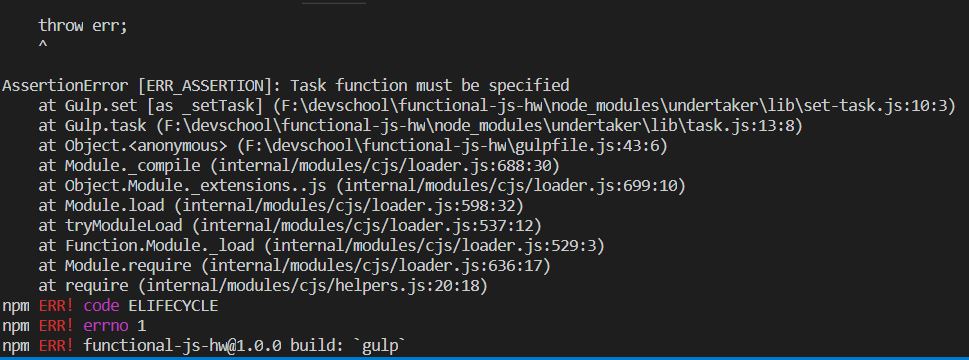 throw err;
^
AssertionError [ERR_ASSERTION]: Task function must be specified
at Gulp.set [as _setTask] (F:\devschool\functional-js-hw\node_modules\undertaker\lib\set-task.js:10:3)
at Gulp.task (F:\devschool\functional-js-hw\node_modules\undertaker\lib\task.js:13:8)
at Object.<anonymous> (F:\devschool\functional-js-hw\gulpfile.js:43:6)
at Module._compile (internal/modules/cjs/loader.js:688:30)
at Object.Module._extensions..js (internal/modules/cjs/loader.js:699:10)
at Module.load (internal/modules/cjs/loader.js:598:32)
at tryModuleLoad (internal/modules/cjs/loader.js:537:12)
at Function.Module._load (internal/modules/cjs/loader.js:529:3)
at Module.require (internal/modules/cjs/loader.js:636:17)
at require (internal/modules/cjs/helpers.js:20:18)
npm ERR! code ELIFECYCLE
npm ERR! errno 1
npm ERR! functional-js-hw@1.0.0 build: `gulp`